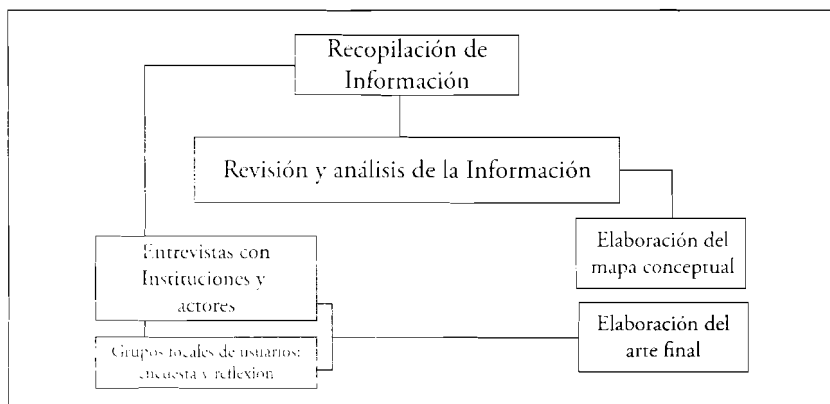 Recopilación de
Información
Revisión y análisis de la Información
Entrevistas con
Instituciones y
actores
Elaboración del
mapa conceptual
Grupos focales de usuarios:
encuesta y reflexión
Elaboración del
arte final